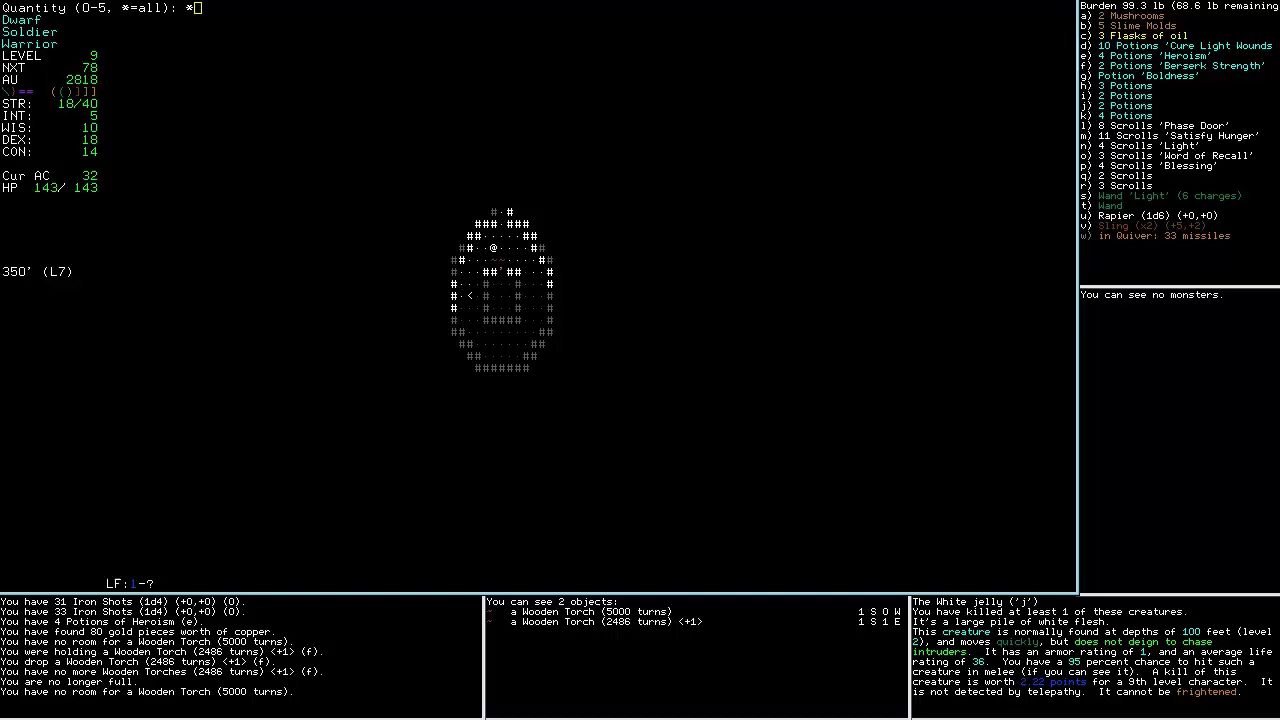 Quantity (0-5, *=all): *
Dwarf
Soldier
Warrior
LEVEL 9
NXT 78
AU 2818
STR: 18/40
INT: 5
WIS: 10
DEX: 18
CON: 14
Cur AC 32
HP 143/ 143
350' (L7)
LF:1-?
Burden 99.3 lb (68.6 lb remaining
a) 2 Mushrooms
b) 5 Slime Molds
c) 3 Flasks of oil
d) 10 Potions 'Cure Light Wounds
e) 4 Potions 'Heroism'
f) 2 Potions 'Berserk Strength'
g) Potion 'Boldness'
h) 3 Potions
i) 2 Potions
j) 2 Potions
k) 4 Potions
l) 8 Scrolls 'Phase Door'
m) 11 Scrolls 'Satisfy Hunger'
n) 4 Scrolls 'Light'
o) 3 Scrolls 'Word of Recall'
p) 4 Scrolls 'Blessing'
q) 2 Scrolls
r) 3 Scrolls
s) Wand 'Light' (6 charges)
t) Wand
u) Rapier (1d6) (+0,+0)
v) Sling (x2) (+5,+2)
w) in Quiver: 33 missiles
You can see no monsters.
You have 31 Iron Shots (1d4) (+0,+0) (0).
You have 33 Iron Shots (1d4) (+0,+0) (0).
You have 4 Potions of Heroism (e).
You have found 80 gold pieces worth of copper.
You have no room for a Wooden Torch (5000 turns).
You were holding a Wooden Torch (2486 turns) <+1> (f).
You drop a Wooden Torch (2486 turns) <+1> (f).
You have no more Wooden Torches (2486 turns) <+1> (f).
You are no longer full.
You have no room for a Wooden Torch (5000 turns).
You can see 2 objects:
~ a Wooden Torch (5000 turns) 1 S 0 W
~ a Wooden Torch (2486 turns) <+1> 1 S 1 E
The White jelly ('j')
You have killed at least 1 of these creatures.
It's a large pile of white flesh.
This creature is normally found at depths of 100 feet (level
2), and moves quickly, but does not deign to chase
intruders. It has an armor rating of 1, and an average life
rating of 36. You have a 95 percent chance to hit such a
creature in melee (if you can see it). A kill of this
creature is worth 2.22 points for a 9th level character. It
is not detected by telepathy. It cannot be frightened.